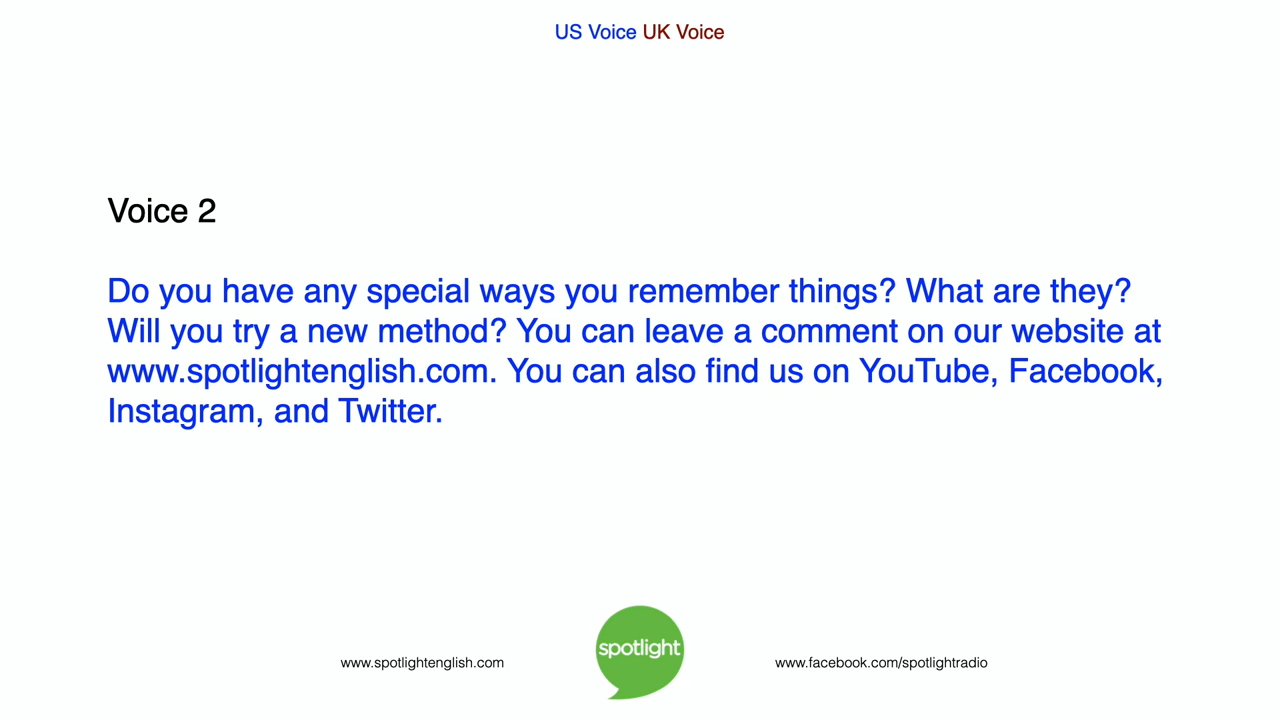 US Voice UK Voice
Voice 2
Do you have any special ways you remember things? What are they?
Will you try a new method? You can leave a comment on our website at
www.spotlightenglish.com. You can also find us on YouTube, Facebook,
Instagram, and Twitter.
www.spotlightenglish.com
spotlight
www.facebook.com/spotlightradio